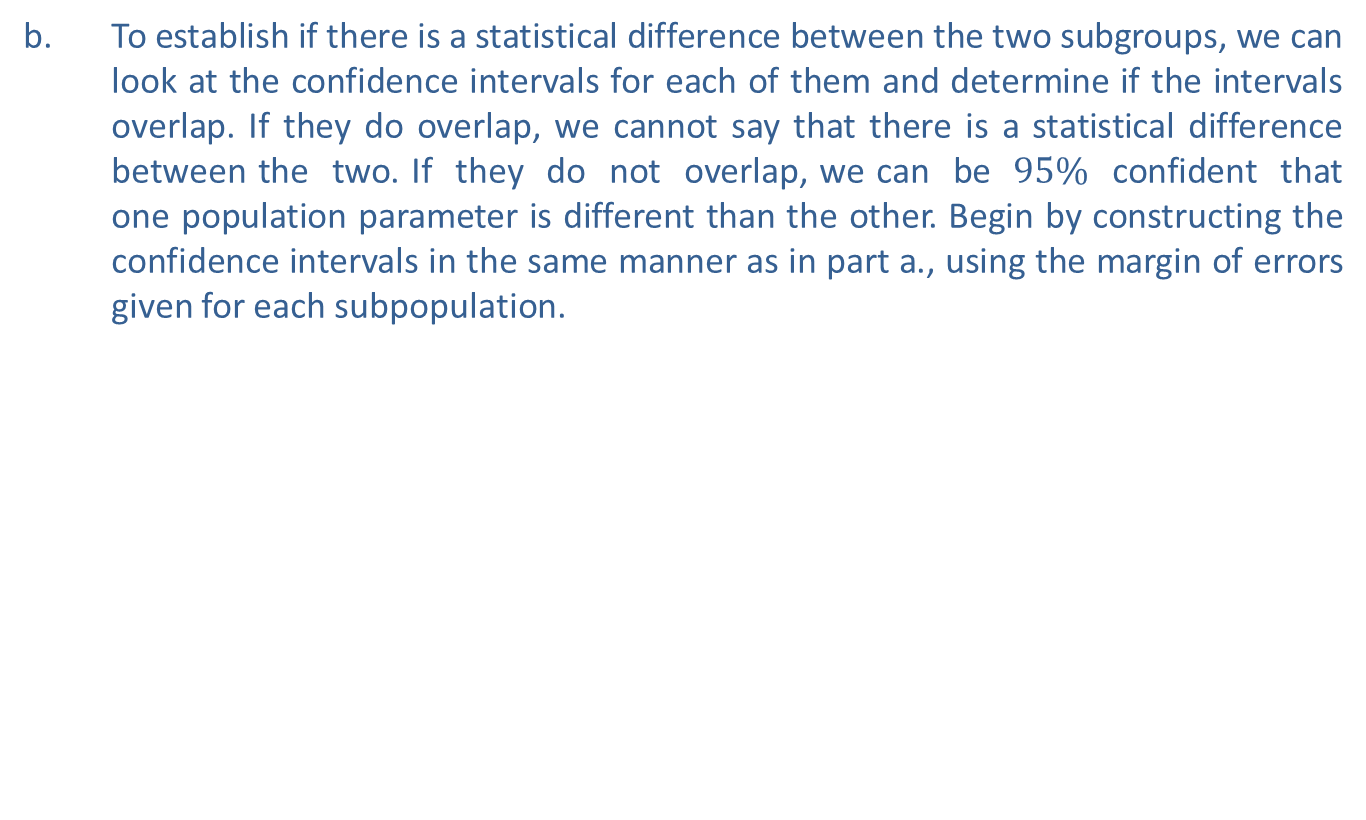 b. To establish if there is a statistical difference between the two subgroups, we can
look at the confidence intervals for each of them and determine if the intervals
overlap. If they do overlap, we cannot say that there is a statistical difference
between the two. If they do not overlap, we can be 95% confident that
one population parameter is different than the other. Begin by constructing the
confidence intervals in the same manner as in part a., using the margin of errors
given for each subpopulation.